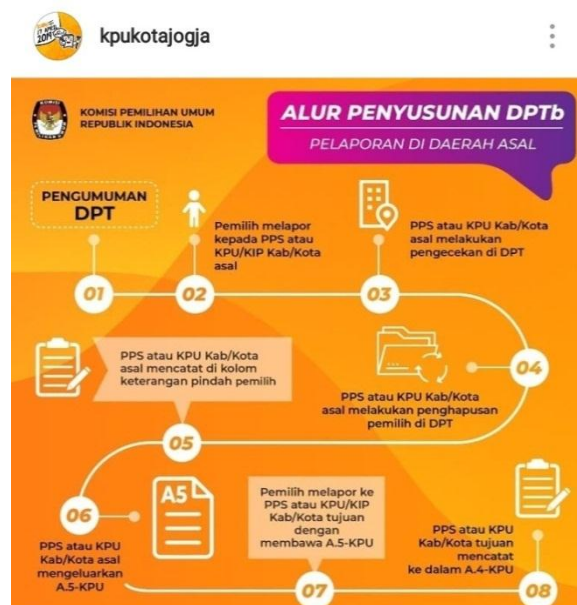 kpukotajogja
KOMISI PEMILIHAN UMUM
REPUBLIK INDONESIA
ALUR PENYUSUNAN DPTb
PELAPORAN DI DAERAH ASAL
PENGUMUMAN
DPT
01
Pemilih melapor
kepada PPS atau
KPU/KIP Kab/Kota
asal
02
PPS atau KPU Kab/Kota
asal melakukan
pengecekan di DPT
03
PPS atau KPU Kab/Kota
asal melakukan penghapusan
pemilih di DPT
04
PPS atau KPU Kab/Kota
asal mencatat di kolom
keterangan pindah pemilih
05
A5
06
PPS atau KPU
Kab/Kota asal
mengeluarkan
A.5-KPU
Pemilih melapor ke
PPS atau KPU/KIP
Kab/Kota tujuan
dengan
membawa A.5-KPU
07
PPS atau KPU
Kab/Kota tujuan
mencatat
ke dalam A.4-KPU
08